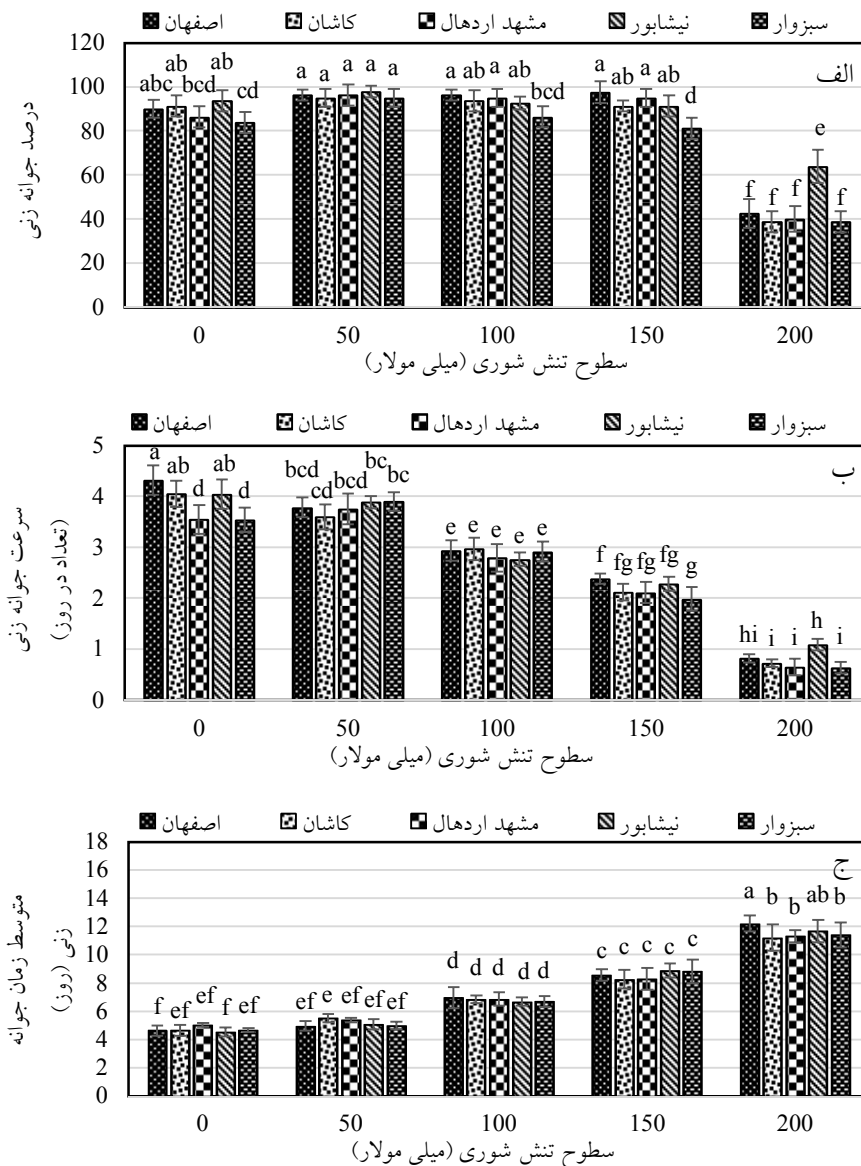 اصفهان کاشان مشهد اردهال نیشابور سبزوار
الف
درصد جوانه زنی
120
100
80
60
40
20
0
abc ab bcd ab cd
a a a a a
a ab a ab bcd
a ab a ab d
f f f e f
0 50 100 150 200
سطوح تنش شوری (میلی مولار)
اصفهان کاشان مشهد اردهال نیشابور سبزوار
ب
سرعت جوانه زنی
(تعداد در روز)
5
4
3
2
1
0
a ab d ab d
bcd cd bcd bc bc
e e e e e
f fg fg fg g
hi i i h i
0 50 100 150 200
سطوح تنش شوری (میلی مولار)
اصفهان کاشان مشهد اردهال نیشابور سبزوار
ج
متوسط زمان جوانه
زنی (روز)
18
16
14
12
10
8
6
4
2
0
f ef ef f ef
ef e ef ef ef
d d d d d
c c c c c
a b b ab b
0 50 100 150 200
سطوح تنش شوری (میلی مولار)